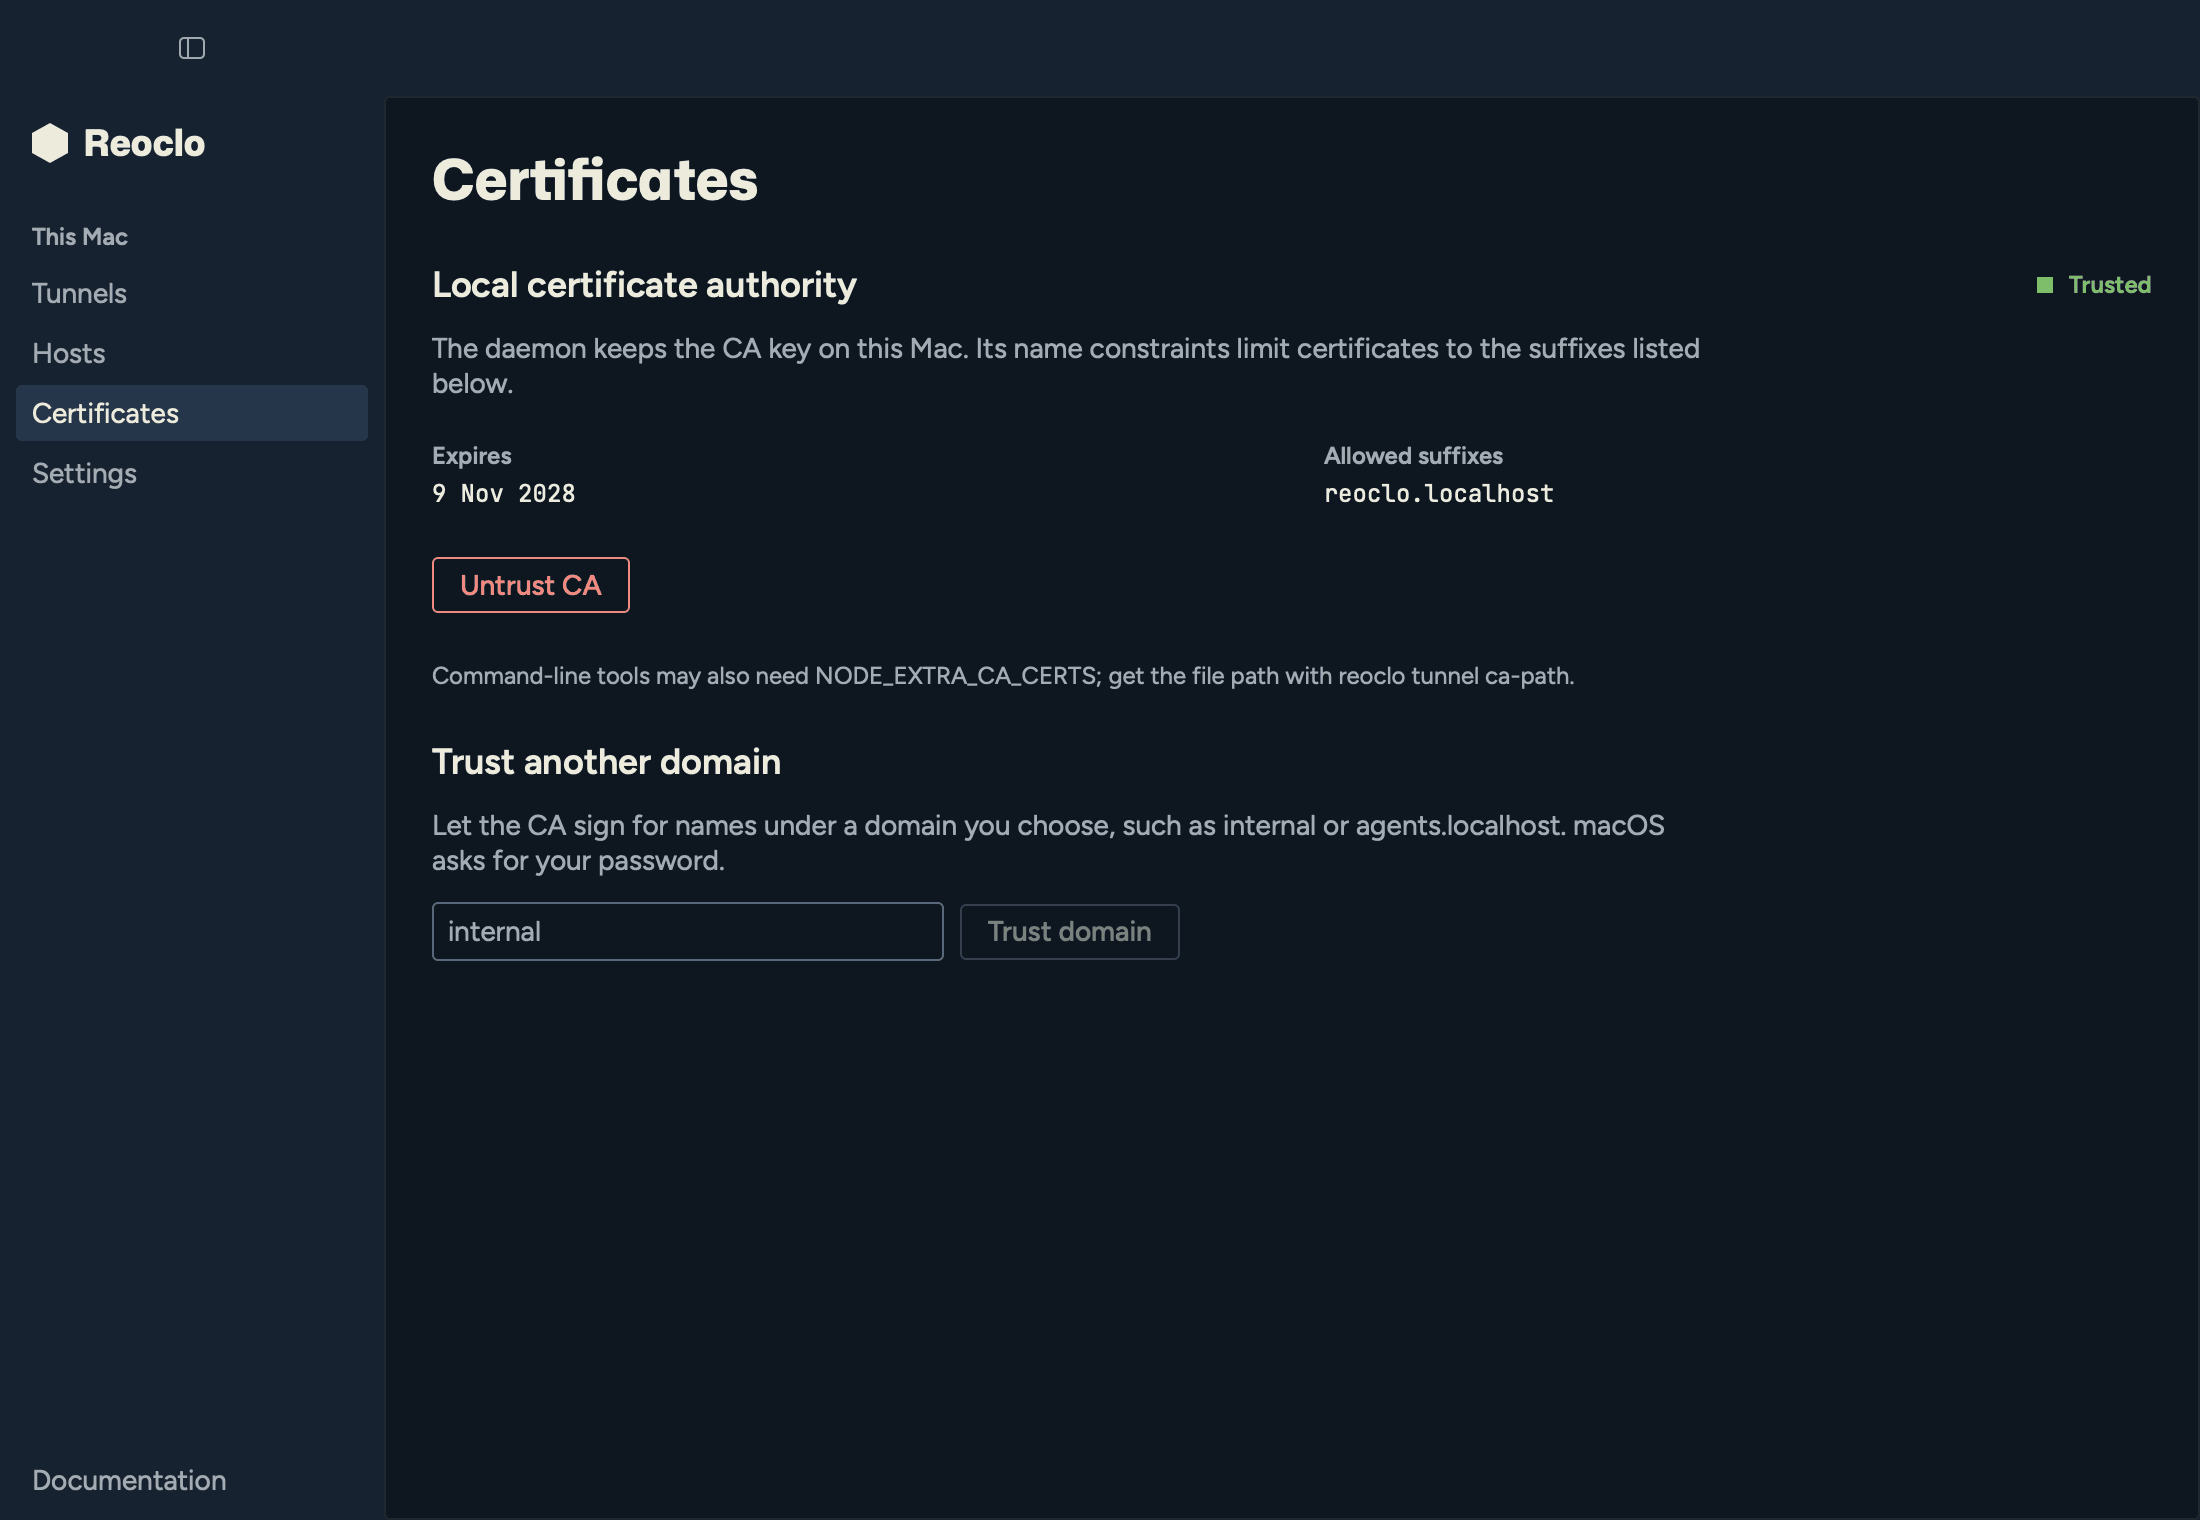 Reoclo
This Mac
Tunnels
Hosts
Certificates
Settings
Documentation
Certificates
Local certificate authority
Trusted
The daemon keeps the CA key on this Mac. Its name constraints limit certificates to the suffixes listed
below.
Expires
9 Nov 2028
Allowed suffixes
reoclo.localhost
Untrust CA
Command-line tools may also need NODE_EXTRA_CA_CERTS; get the file path with reoclo tunnel ca-path.
Trust another domain
Let the CA sign for names under a domain you choose, such as internal or agents.localhost. macOS
asks for your password.
internal
Trust domain